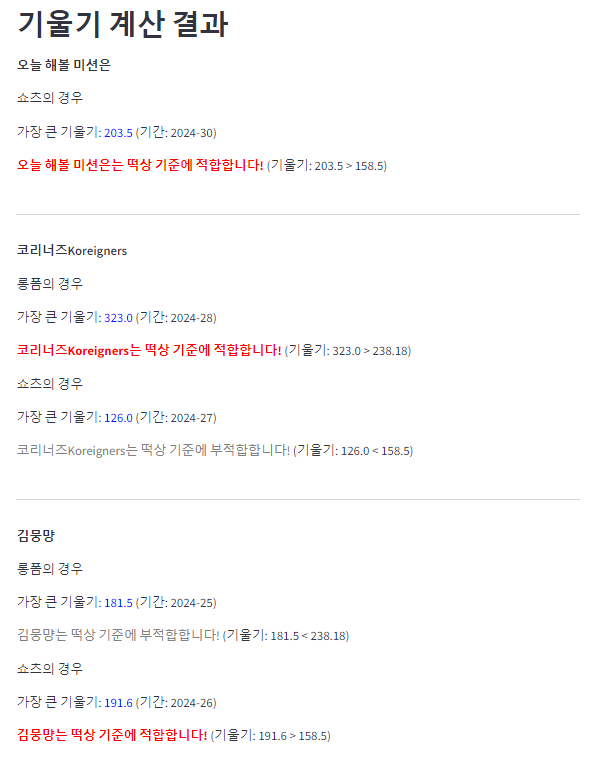 기울기 계산 결과
오늘 해볼 미션은
쇼츠의 경우
가장 큰 기울기: 203.5 (기간: 2024-30)
오늘 해볼 미션은는 떡상 기준에 적합합니다! (기울기: 203.5 > 158.5)
코리너즈Koreigners
롱폼의 경우
가장 큰 기울기: 323.0 (기간: 2024-28)
코리너즈Koreigners는 떡상 기준에 적합합니다! (기울기: 323.0 > 238.18)
쇼츠의 경우
가장 큰 기울기: 126.0 (기간: 2024-27)
코리너즈Koreigners는 떡상 기준에 부적합합니다! (기울기: 126.0 < 158.5)
김뭉먕
롱폼의 경우
가장 큰 기울기: 181.5 (기간: 2024-25)
김뭉먕는 떡상 기준에 부적합합니다! (기울기: 181.5 < 238.18)
쇼츠의 경우
가장 큰 기울기: 191.6 (기간: 2024-26)
김뭉먕는 떡상 기준에 적합합니다! (기울기: 191.6 > 158.5)